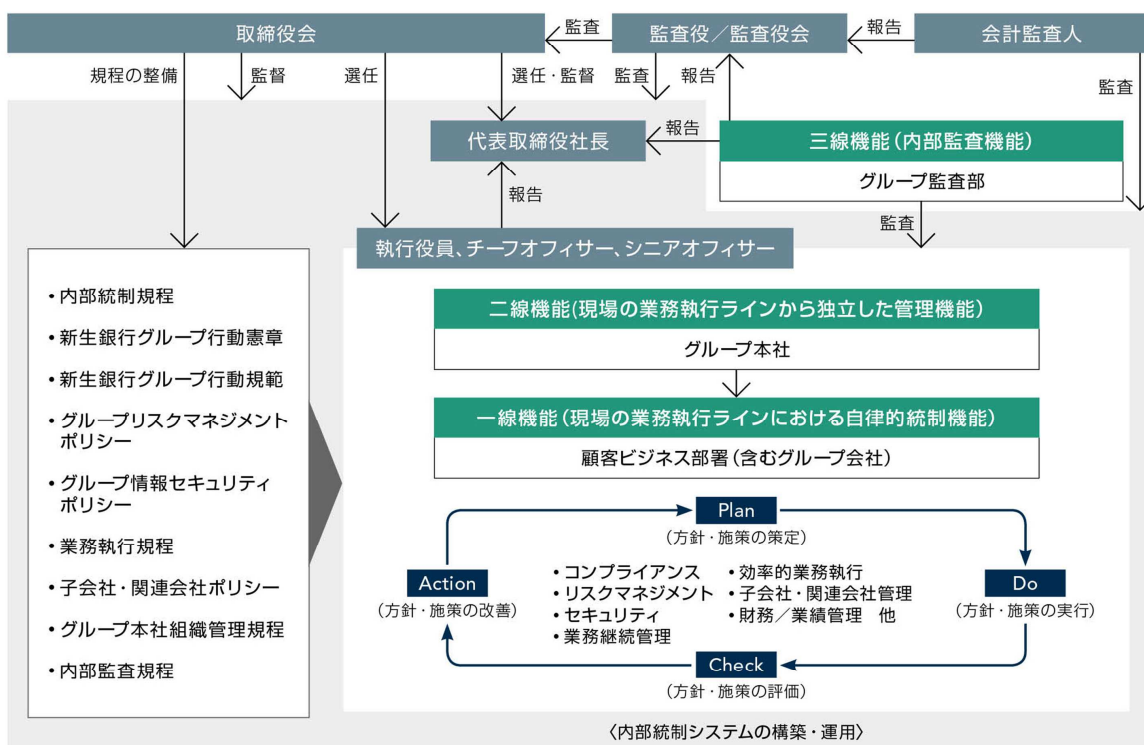 取締役会
監査
監査役／監査役会
報告
会計監査人
規程の整備
監督
選任
選任・監督
監査
報告
監査
代表取締役社長
報告
三線機能（内部監査機能）
グループ監査部
報告
監査
執行役員、チーフオフィサー、シニアオフィサー
・内部統制規程
・新生銀行グループ行動憲章
・新生銀行グループ行動規範
・グループリスクマネジメント
ポリシー
・グループ情報セキュリティ
ポリシー
・業務執行規程
・子会社・関連会社ポリシー
・グループ本社組織管理規程
・内部監査規程
二線機能(現場の業務執行ラインから独立した管理機能）
グループ本社
一線機能（現場の業務執行ラインにおける自律的統制機能）
顧客ビジネス部署（含むグループ会社）
Plan
（方針・施策の策定）
Action
（方針・施策の改善）
・コンプライアンス
・リスクマネジメント
・セキュリティ
・業務継続管理
・効率的業務執行
・子会社・関連会社管理
・財務／業績管理　他
Do
（方針・施策の実行）
Check
（方針・施策の評価）
〈内部統制システムの構築・運用〉